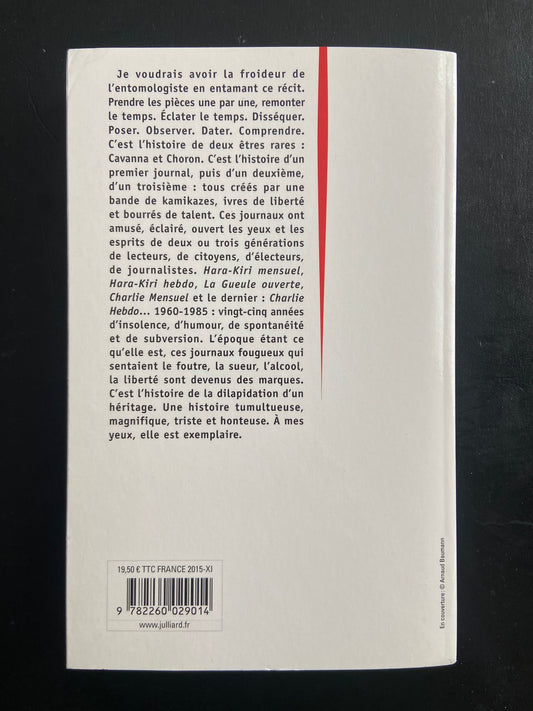 Je voudrais avoir la froideur de
l'entomologiste en entamant ce récit.
Prendre les pièces une par une, remonter
le temps. Éclater le temps. Disséquer.
Poser. Observer. Dater. Comprendre.
C'est l'histoire de deux êtres rares :
Cavanna et Choron. C'est l'histoire d'un
premier journal, puis d'un deuxième,
d'un troisième : tous créés par une
bande de kamikazes, ivres de liberté
et bourrés de talent. Ces journaux ont
amusé, éclairé, ouvert les yeux et les
esprits de deux ou trois générations
de lecteurs, de citoyens, d'électeurs,
de journalistes. Hara-Kiri mensuel,
Hara-Kiri hebdo, La Gueule ouverte,
Charlie Mensuel et le dernier : Charlie
Hebdo... 1960-1985 : vingt-cinq années
d'insolence, d'humour, de spontanéité
et de subversion. L'époque étant ce
qu'elle est, ces journaux fougueux qui
sentaient le foutre, la sueur, l'alcool,
la liberté sont devenus des marques.
C'est l'histoire de la dilapidation d'un
héritage. Une histoire tumultueuse,
magnifique, triste et honteuse. À mes
yeux, elle est exemplaire.
19,50 € TTC FRANCE 2015-XI
9 782260 029014
www.julliard.fr
En couverture : © Arnaud Baumann